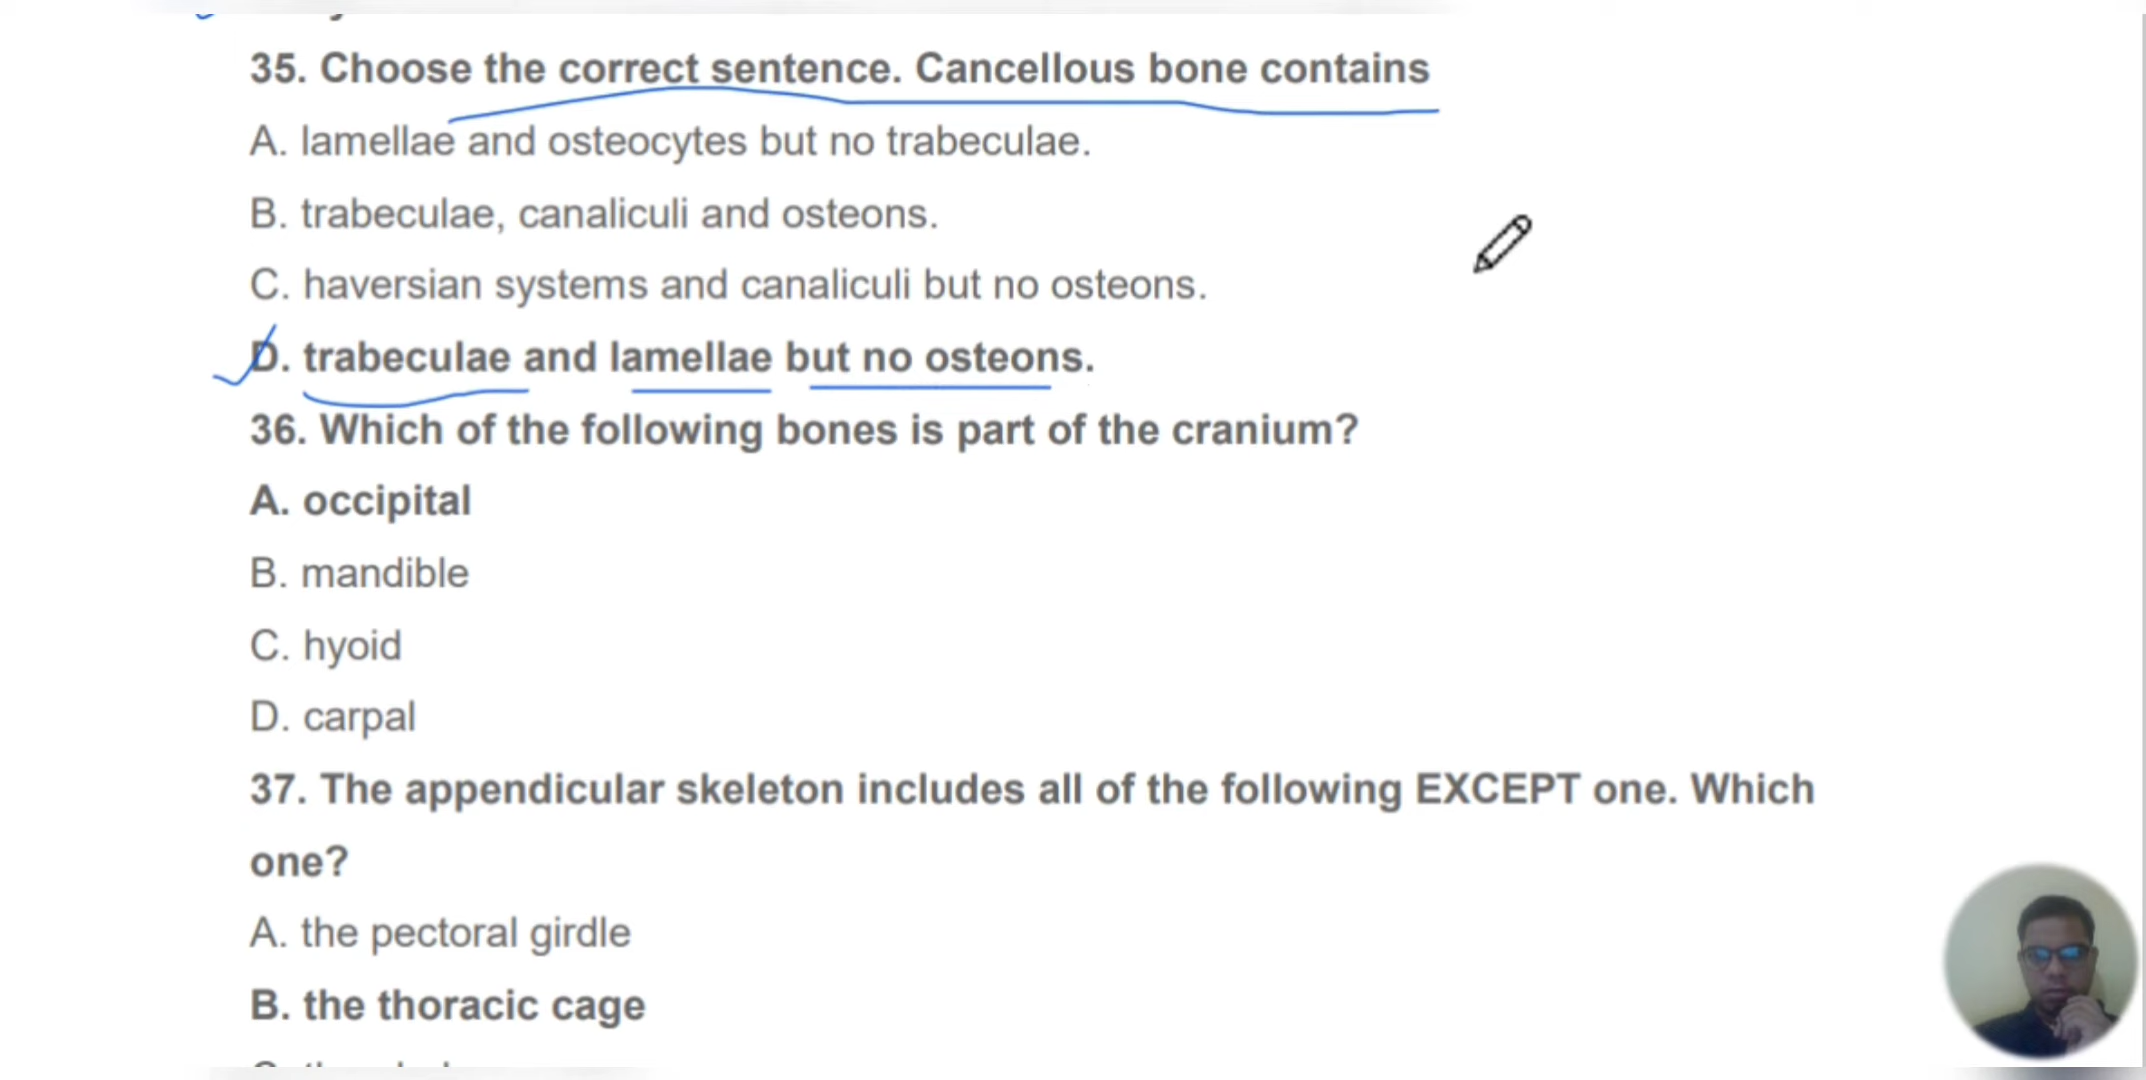 35. Choose the correct sentence. Cancellous bone contains
A. lamellae and osteocytes but no trabeculae.
B. trabeculae, canaliculi and osteons.
C. haversian systems and canaliculi but no osteons.
D. trabeculae and lamellae but no osteons.
36. Which of the following bones is part of the cranium?
A. occipital
B. mandible
C. hyoid
D. carpal
37. The appendicular skeleton includes all of the following EXCEPT one. Which
one?
A. the pectoral girdle
B. the thoracic cage